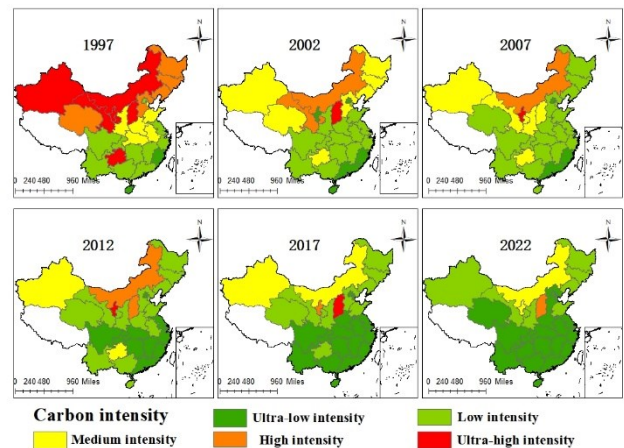 1997
N
0 240 480 960 Miles
2002
N
0 240 480 960 Miles
2007
N
0 240 480 960 Miles
2012
N
0 240 480 960 Miles
2017
N
0 240 480 960 Miles
2022
N
0 240 480 960 Miles
Carbon intensity
Ultra-low intensity
Low intensity
Medium intensity
High intensity
Ultra-high intensity